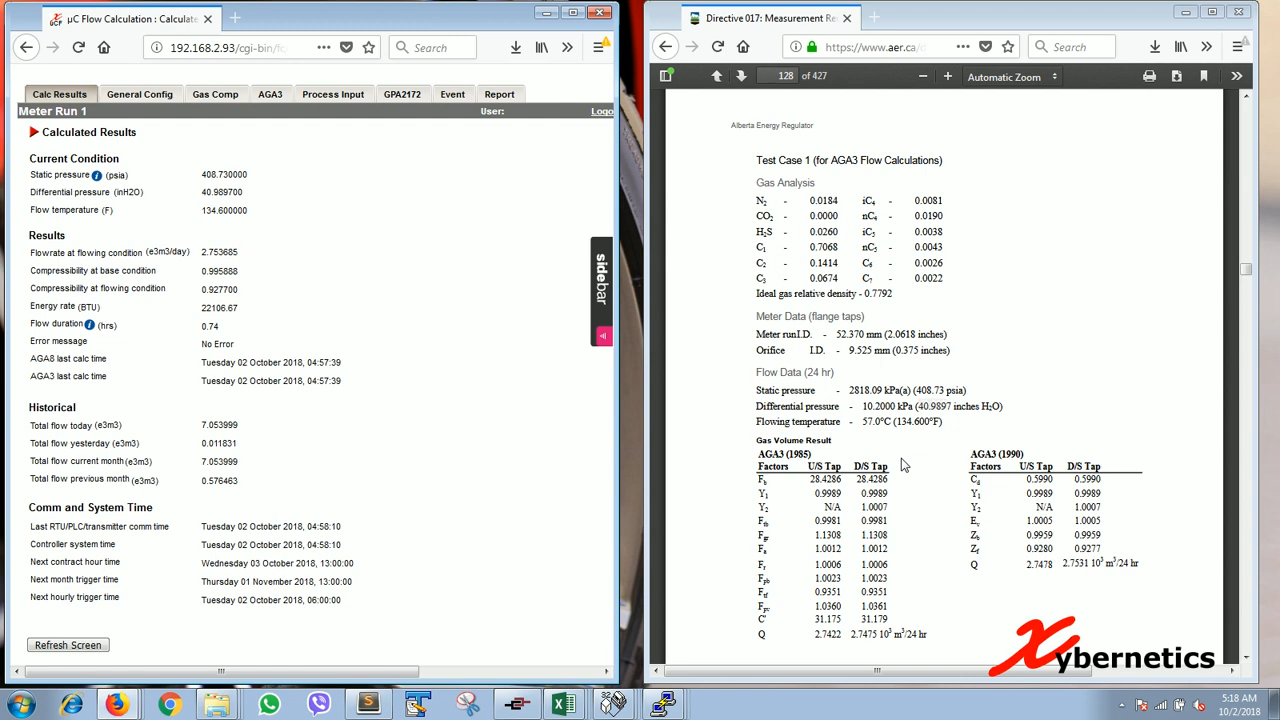 µC Flow Calculation : Calculate
192.168.2.93/cgi-bin/fc
Search
Calc Results General Config Gas Comp AGA3 Process Input GPA2172 Event Report
Meter Run 1 User: Logo
Calculated Results
Current Condition
Static pressure (psia) 408.730000
Differential pressure (inH2O) 40.989700
Flow temperature (F) 134.600000
Results
Flowrate at flowing condition (e3m3/day) 2.753685
Compressibility at base condition 0.995888
Compressibility at flowing condition 0.927700
Energy rate (BTU) 22106.67
Flow duration (hrs) 0.74
Error message No Error
AGA8 last calc time Tuesday 02 October 2018, 04:57:39
AGA3 last calc time Tuesday 02 October 2018, 04:57:39
Historical
Total flow today (e3m3) 7.053999
Total flow yesterday (e3m3) 0.011831
Total flow current month (e3m3) 7.053999
Total flow previous month (e3m3) 0.576463
Comm and System Time
Last RTU/PLC/transmitter comm time Tuesday 02 October 2018, 04:58:10
Controller system time Tuesday 02 October 2018, 04:58:10
Next contract hour time Wednesday 03 October 2018, 13:00:00
Next month trigger time Thursday 01 November 2018, 13:00:00
Next hourly trigger time Tuesday 02 October 2018, 06:00:00
Refresh Screen
sidebar
Directive 017: Measurement Re
https://www.aer.ca/
Search
128 of 427 Automatic Zoom
Alberta Energy Regulator
Test Case 1 (for AGA3 Flow Calculations)
Gas Analysis
N2 - 0.0184 iC4 - 0.0081
CO2 - 0.0000 nC4 - 0.0190
H2S - 0.0260 iC5 - 0.0038
C1 - 0.7068 nC5 - 0.0043
C2 - 0.1414 C6 - 0.0026
C3 - 0.0674 C7 - 0.0022
Ideal gas relative density - 0.7792
Meter Data (flange taps)
Meter run I.D. - 52.370 mm (2.0618 inches)
Orifice I.D. - 9.525 mm (0.375 inches)
Flow Data (24 hr)
Static pressure - 2818.09 kPa(a) (408.73 psia)
Differential pressure - 10.2000 kPa (40.9897 inches H2O)
Flowing temperature - 57.0°C (134.600°F)
Gas Volume Result
AGA3 (1985) AGA3 (1990)
Factors U/S Tap D/S Tap Factors U/S Tap D/S Tap
Fb 28.4286 28.4286 Cd 0.5990 0.5990
Y1 0.9989 0.9989 Y1 0.9989 0.9989
Y2 N/A 1.0007 Y2 N/A 1.0007
Ftb 0.9981 0.9981 Ev 1.0005 1.0005
Fgr 1.1308 1.1308 Zb 0.9959 0.9959
Fa 1.0012 1.0012 Zf 0.9280 0.9277
Fr 1.0006 1.0006 Q 2.7478 2.7531 10³ m³/24 hr
Fpb 1.0023 1.0023
Ftf 0.9351 0.9351
Fpv 1.0360 1.0361
C' 31.175 31.179
Q 2.7422 2.7475 10³ m³/24 hr
Xybernetics
5:18 AM
10/2/2018